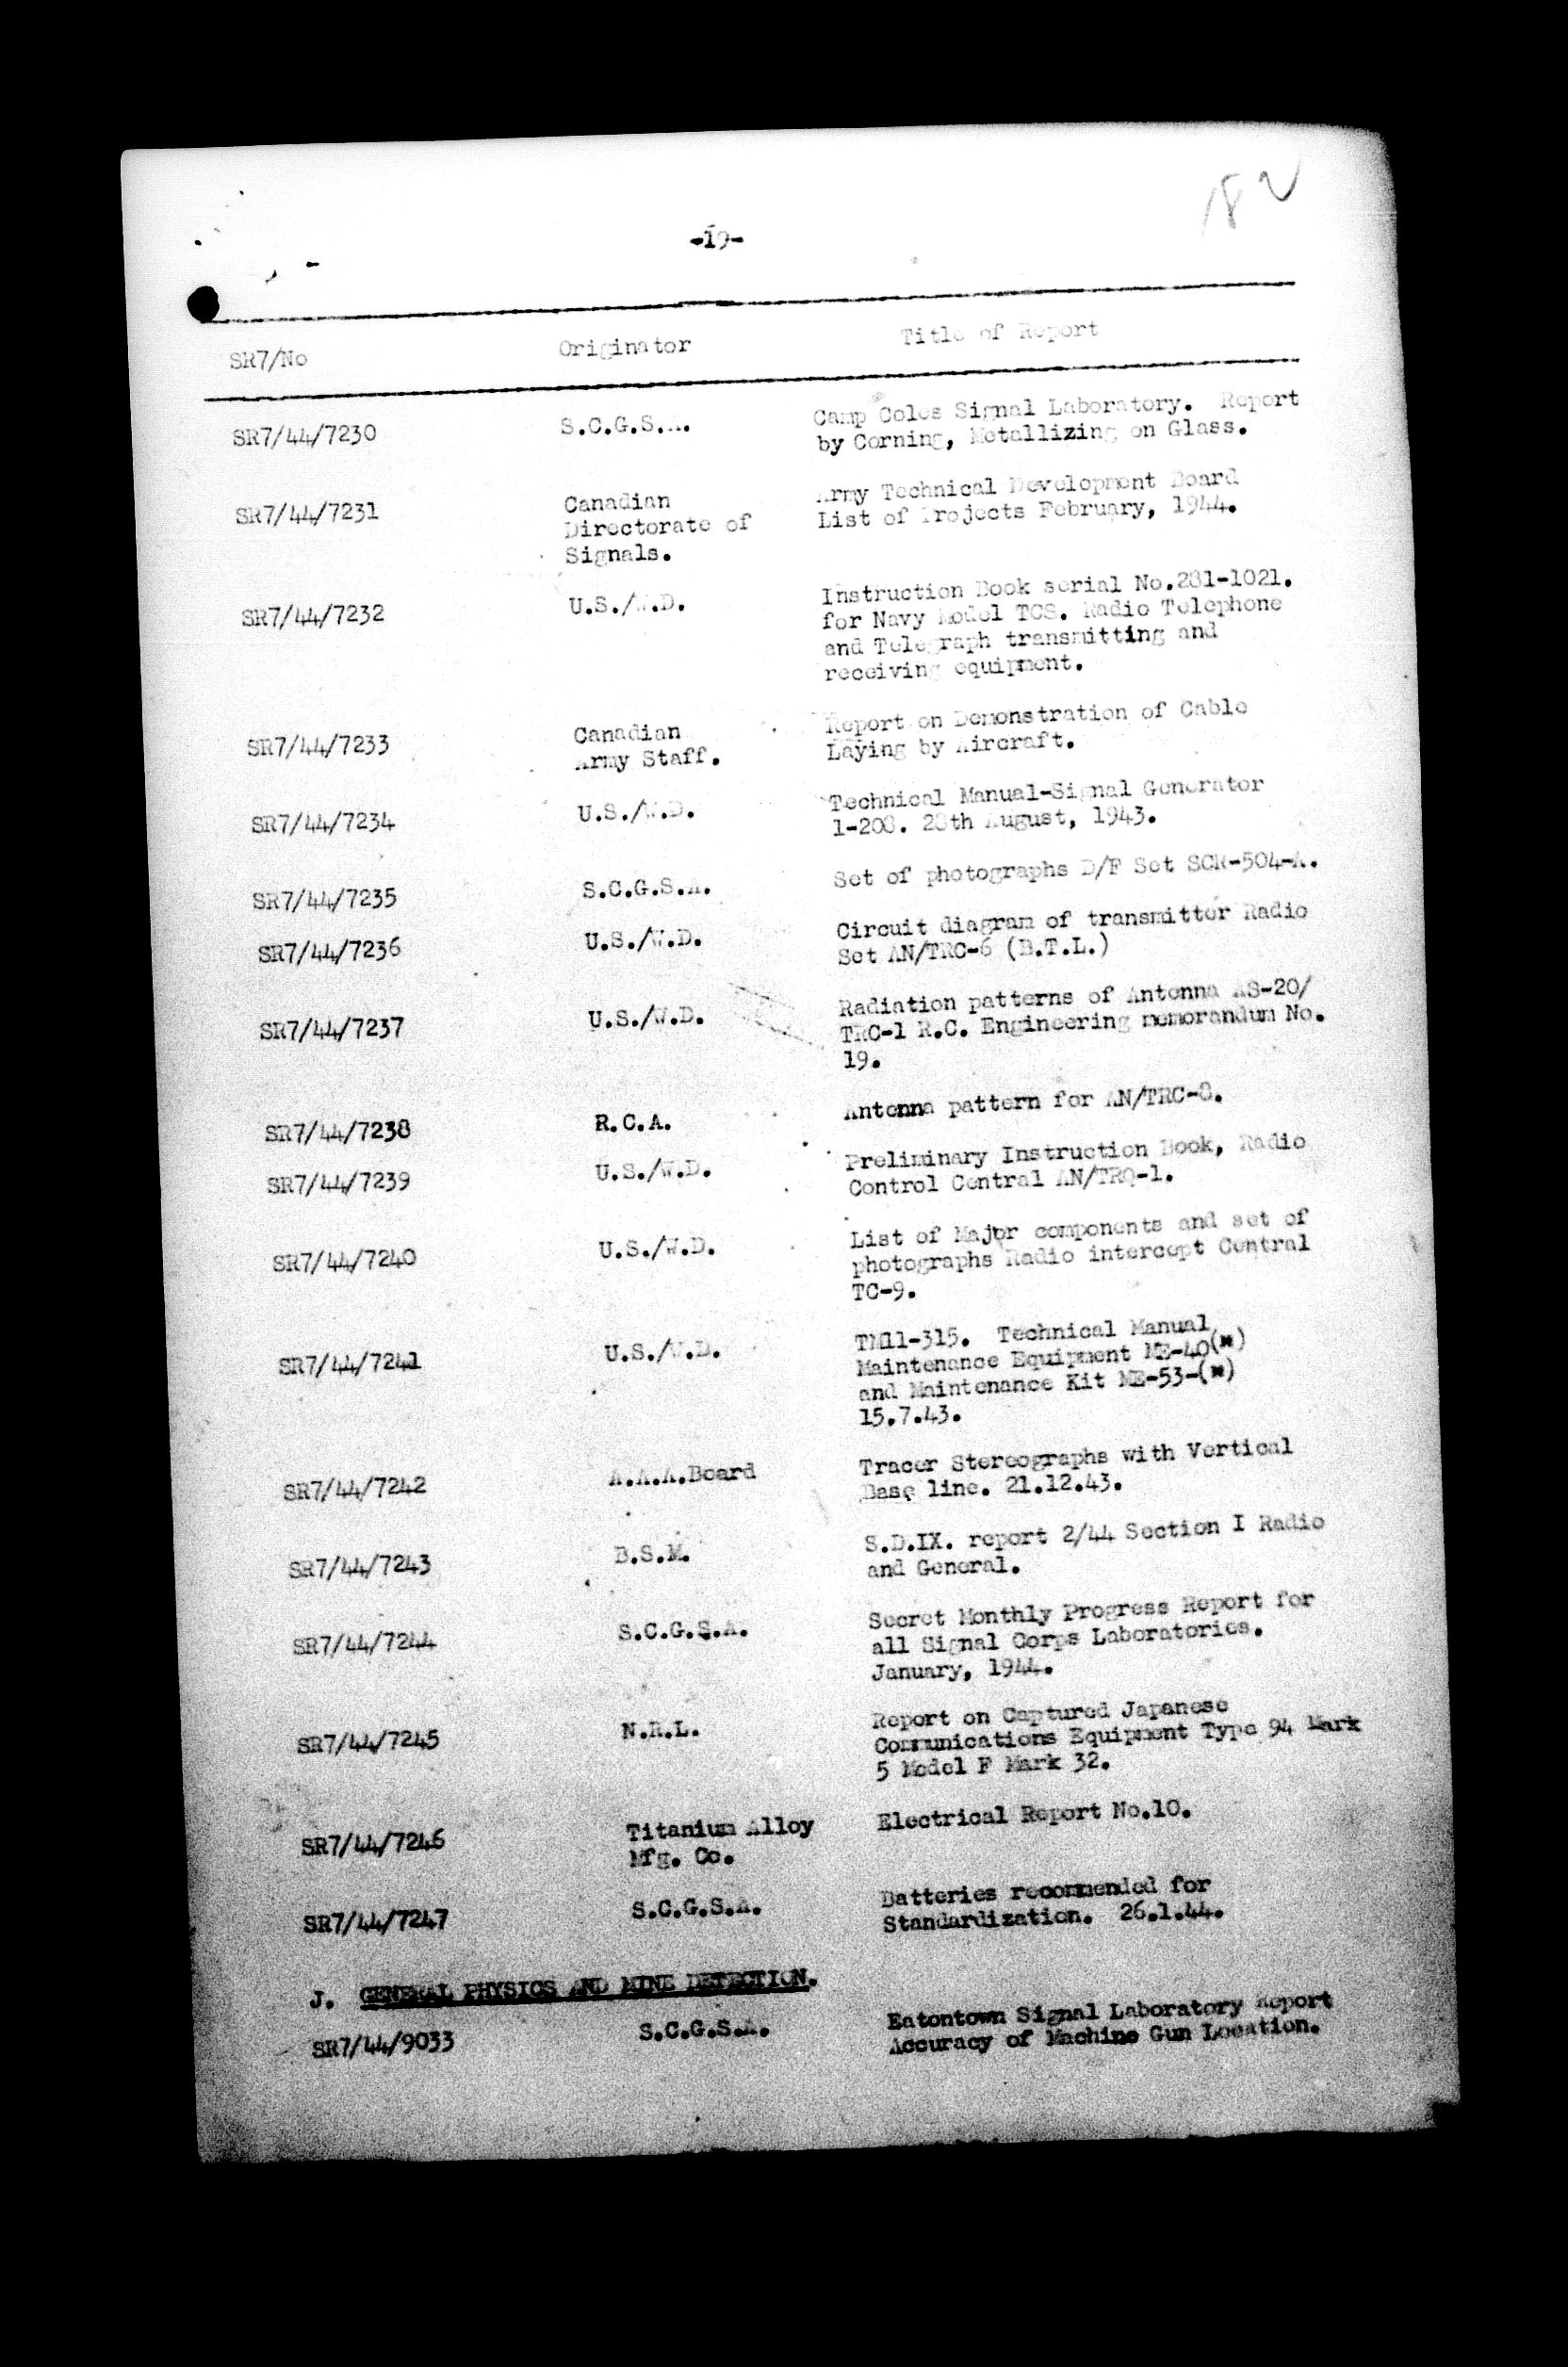 182
-19-
SR7/No Originator Title of Report
SR7/44/7230 S.C.G.S.A. Camp Coles Signal Laboratory. Report
by Corning, Metallizing on Glass.
SR7/44/7231 Canadian Army Technical Development Board
Directorate of List of Projects February, 1944.
Signals.
SR7/44/7232 U.S./W.D. Instruction Book serial No.281-1021.
for Navy Model TCS. Radio Telephone
and Telegraph transmitting and
receiving equipment.
SR7/44/7233 Canadian Report on Demonstration of Cable
Army Staff. Laying by Aircraft.
SR7/44/7234 U.S./W.D. Technical Manual-Signal Generator
1-208. 28th August, 1943.
SR7/44/7235 S.C.G.S.A. Set of photographs D/F Set SCR-504-A.
SR7/44/7236 U.S./W.D. Circuit diagram of transmitter Radio
Set AN/TRC-6 (B.T.L.)
SR7/44/7237 U.S./W.D. Radiation patterns of Antenna AS-20/
TRC-1 R.C. Engineering memorandum No.
19.
SR7/44/7238 R.C.A. Antenna pattern for AN/TRC-8.
SR7/44/7239 U.S./W.D. Preliminary Instruction Book, Radio
Control Central AN/TRQ-1.
SR7/44/7240 U.S./W.D. List of Major components and set of
photographs Radio intercept Central
TC-9.
SR7/44/7241 U.S./W.D. TM11-315. Technical Manual
Maintenance Equipment ME-40(*)
and Maintenance Kit ME-53-(*)
15.7.43.
SR7/44/7242 A.A.A.Board Tracer Stereographs with Vertical
Base line. 21.12.43.
SR7/44/7243 B.S.M. S.D.IX. report 2/44 Section I Radio
and General.
SR7/44/7244 S.C.G.S.A. Secret Monthly Progress Report for
all Signal Corps Laboratories.
January, 1944.
SR7/44/7245 N.R.L. Report on Captured Japanese
Communications Equipment Type 94 Mark
5 Model F Mark 32.
SR7/44/7246 Titanium Alloy Electrical Report No.10.
Mfg. Co.
SR7/44/7247 S.C.G.S.A. Batteries recommended for
Standardization. 26.1.44.
J. GENERAL PHYSICS AND MINE DETECTION.
SR7/44/9033 S.C.G.S.A. Eatontown Signal Laboratory Report
Accuracy of Machine Gun Location.